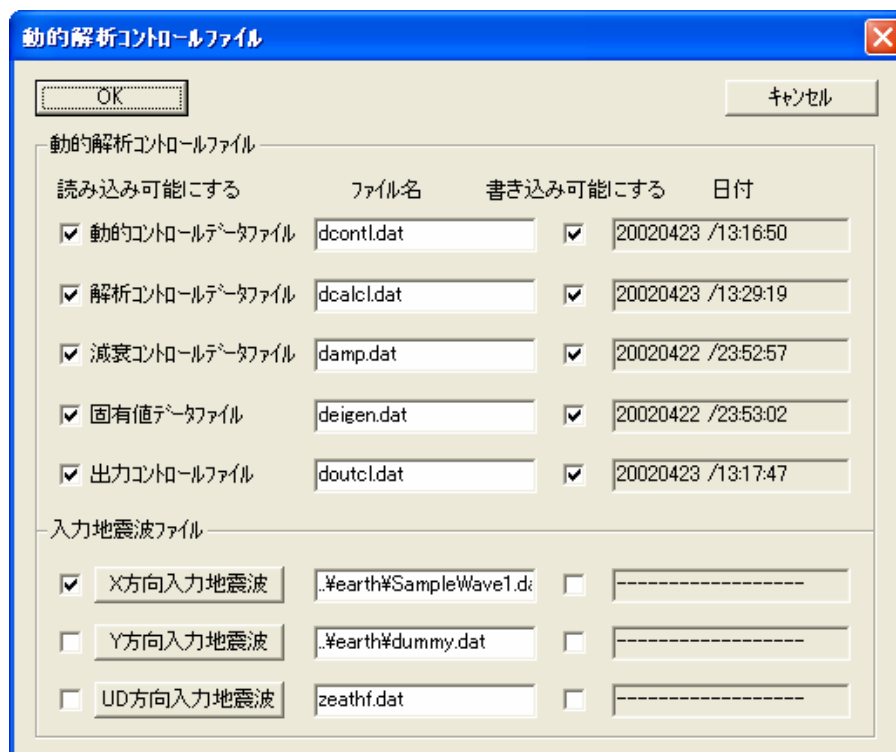 動的解析コントロールファイル
OK キャンセル
動的解析コントロールファイル
読み込み可能にする ファイル名 書き込み可能にする 日付
動的コントロールデータファイル dcontl.dat 20020423 /13:16:50
解析コントロールデータファイル dcalcl.dat 20020423 /13:29:19
減衰コントロールデータファイル damp.dat 20020422 /23:52:57
固有値データファイル deigen.dat 20020422 /23:53:02
出力コントロールファイル doutcl.dat 20020423 /13:17:47
入力地震波ファイル
X方向入力地震波 ..¥earth¥SampleWave1.da ------------------
Y方向入力地震波 ..¥earth¥dummy.dat ------------------
UD方向入力地震波 zeathf.dat ------------------